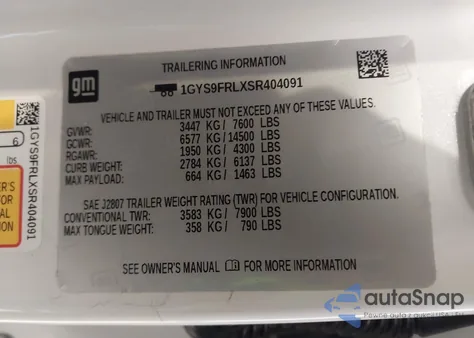 TRAILERING INFORMATION
gm
1GYS9FRLXSR404091
VEHICLE AND TRAILER MUST NOT EXCEED ANY OF THESE VALUES.
GVWR: 3447 KG/ 7600 LBS
GCWR: 6577 KG/14500 LBS
RGAWR: 1950 KG/ 4300 LBS
CURB WEIGHT: 2784 KG/ 6137 LBS
MAX PAYLOAD: 664 KG/ 1463 LBS
SAE J2807 TRAILER WEIGHT RATING (TWR) FOR VEHICLE CONFIGURATION.
CONVENTIONAL TWR: 3583 KG/ 7900 LBS
MAX TONGUE WEIGHT: 358 KG/ 790 LBS
SEE OWNER'S MANUAL FOR MORE INFORMATION
1GYS9FRLXSR404091
6
lbs
autoSnap